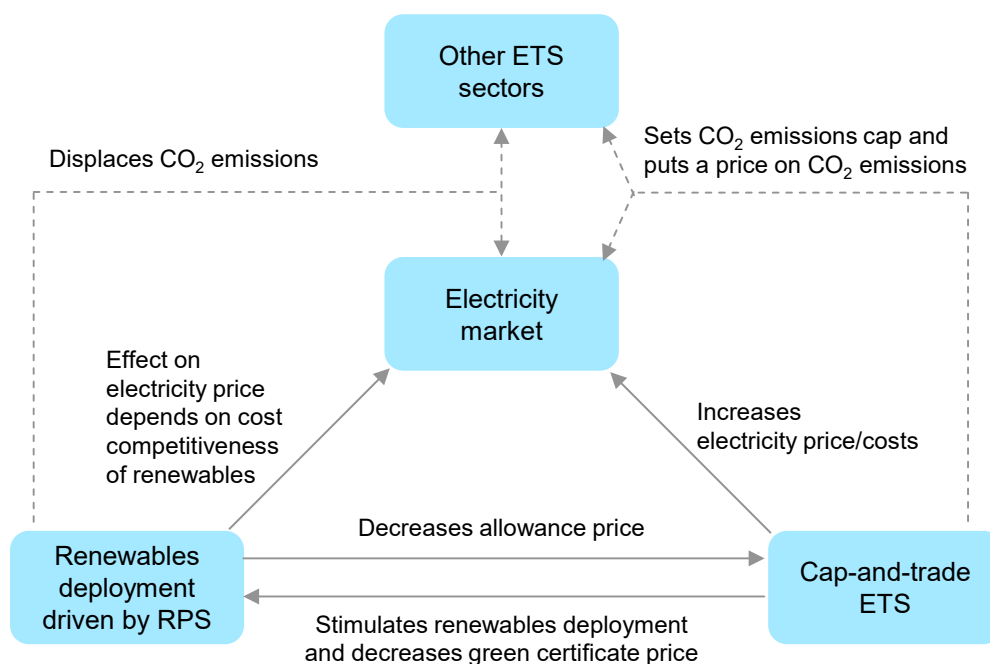 Other ETS
sectors
Displaces CO₂ emissions
Sets CO₂ emissions cap and
puts a price on CO₂ emissions
Electricity
market
Effect on
electricity price
depends on cost
competitiveness
of renewables
Increases
electricity price/costs
Decreases allowance price
Renewables
deployment
driven by RPS
Cap-and-trade
ETS
Stimulates renewables deployment
and decreases green certificate price